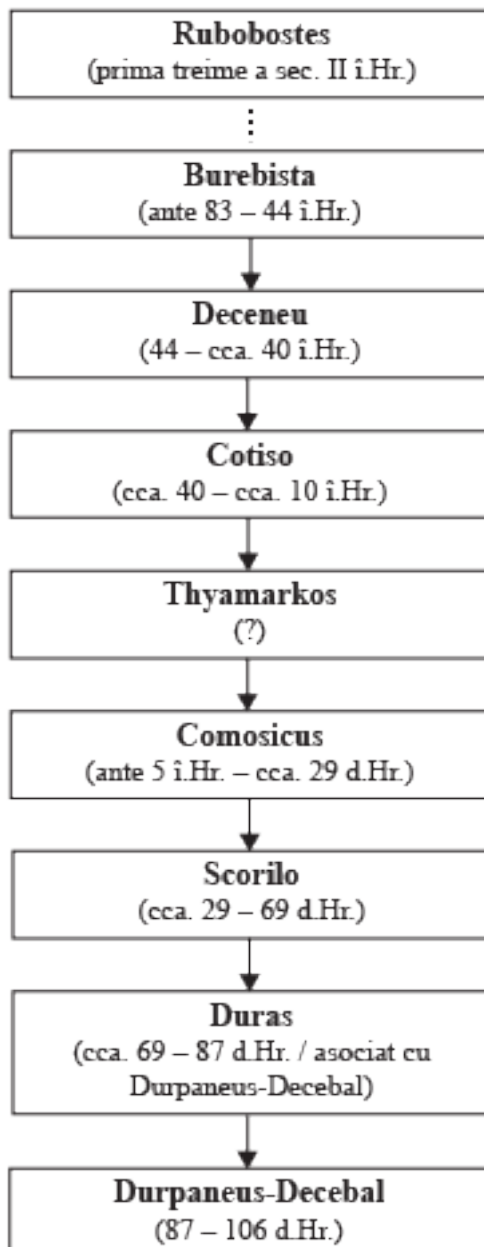 Rubobostes
(prima treime a sec. II î.Hr.)
Burebista
(ante 83 – 44 î.Hr.)
Deceneu
(44 – cca. 40 î.Hr.)
Cotiso
(cca. 40 – cca. 10 î.Hr.)
Thyamarkos
(?)
Comosicus
(ante 5 î.Hr. – cca. 29 d.Hr.)
Scorilo
(cca. 29 – 69 d.Hr.)
Duras
(cca. 69 – 87 d.Hr. / asociat cu
Durpaneus-Decebal)
Durpaneus-Decebal
(87 – 106 d.Hr.)